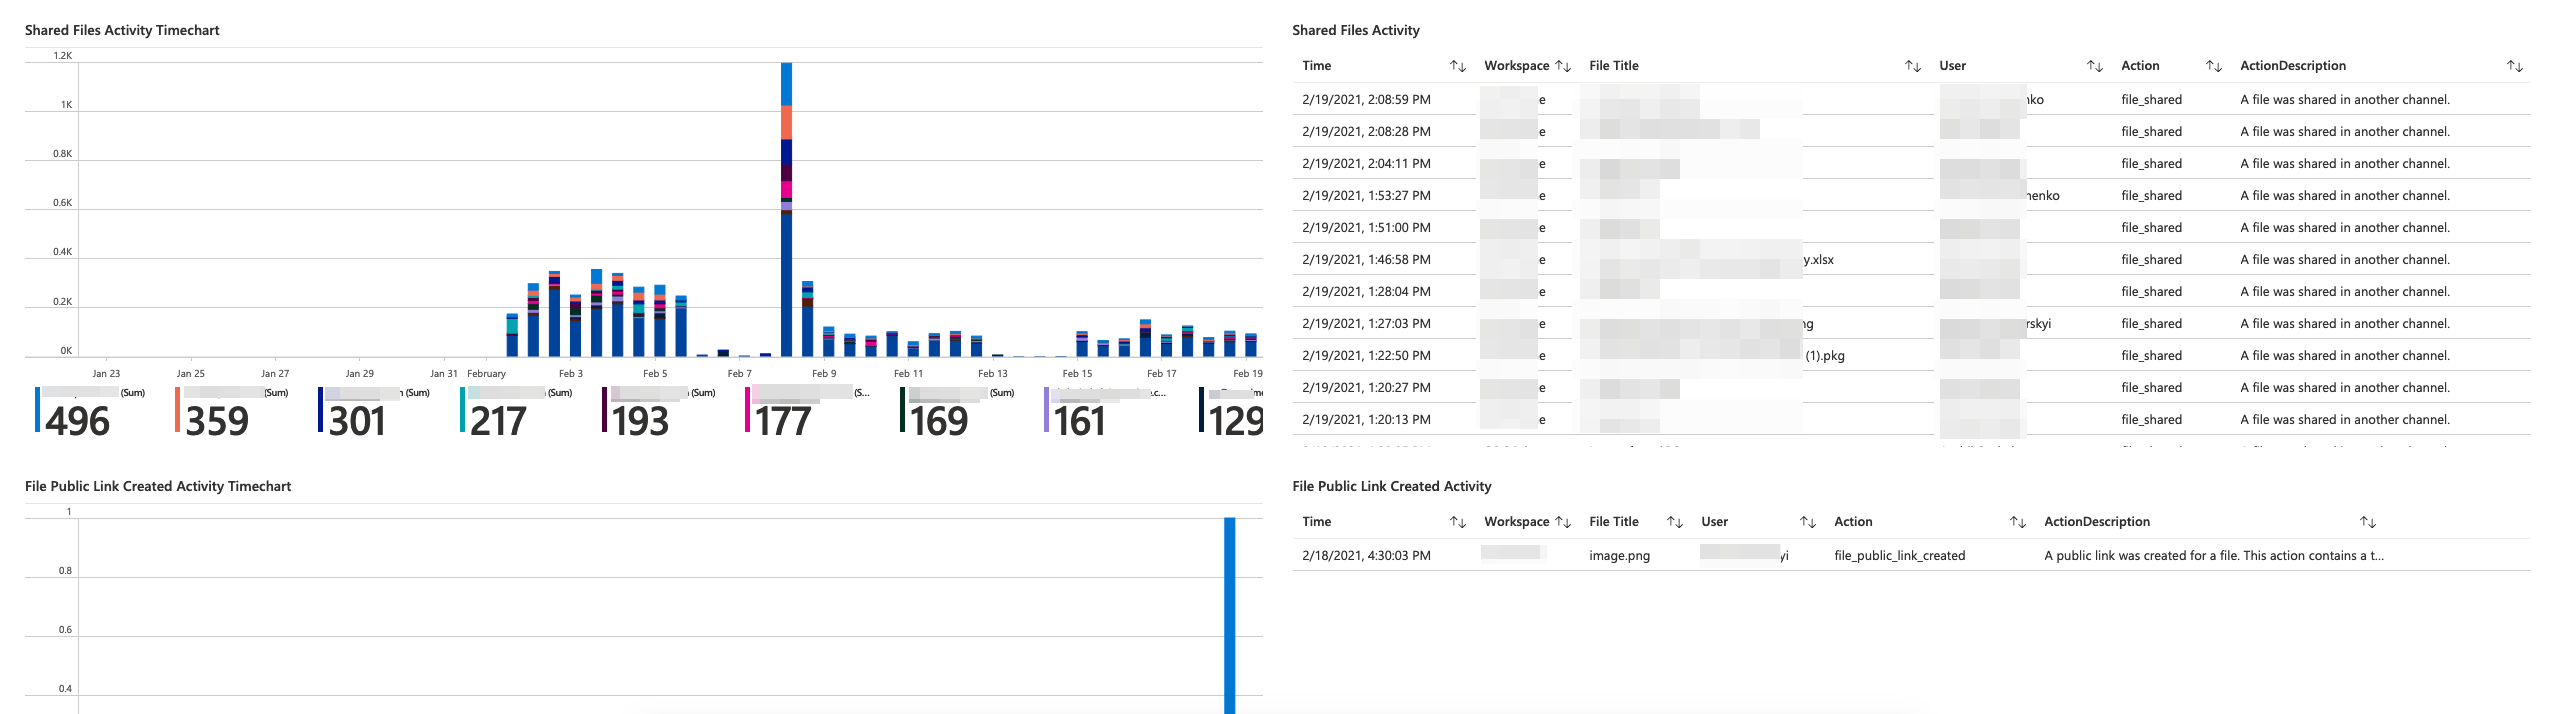 Shared Files Activity Timechart
1.2K
1K
0.8K
0.6K
0.4K
0.2K
0K
Jan 23 Jan 25 Jan 27 Jan 29 Jan 31 February Feb 3 Feb 5 Feb 7 Feb 9 Feb 11 Feb 13 Feb 15 Feb 17 Feb 19
(Sum) (Sum) (Sum) (Sum) (Sum) (S... (Sum)
496 359 301 217 193 177 169 161 129
Shared Files Activity
Time Workspace File Title User Action ActionDescription
2/19/2021, 2:08:59 PM e nko file_shared A file was shared in another channel.
2/19/2021, 2:08:28 PM e file_shared A file was shared in another channel.
2/19/2021, 2:04:11 PM e file_shared A file was shared in another channel.
2/19/2021, 1:53:27 PM e nenko file_shared A file was shared in another channel.
2/19/2021, 1:51:00 PM e file_shared A file was shared in another channel.
2/19/2021, 1:46:58 PM e y.xlsx file_shared A file was shared in another channel.
2/19/2021, 1:28:04 PM e file_shared A file was shared in another channel.
2/19/2021, 1:27:03 PM e ng rskyi file_shared A file was shared in another channel.
2/19/2021, 1:22:50 PM e (1).pkg file_shared A file was shared in another channel.
2/19/2021, 1:20:27 PM e file_shared A file was shared in another channel.
2/19/2021, 1:20:13 PM e file_shared A file was shared in another channel.
File Public Link Created Activity Timechart
1
0.8
0.6
0.4
File Public Link Created Activity
Time Workspace File Title User Action ActionDescription
2/18/2021, 4:30:03 PM image.png yi file_public_link_created A public link was created for a file. This action contains a t...